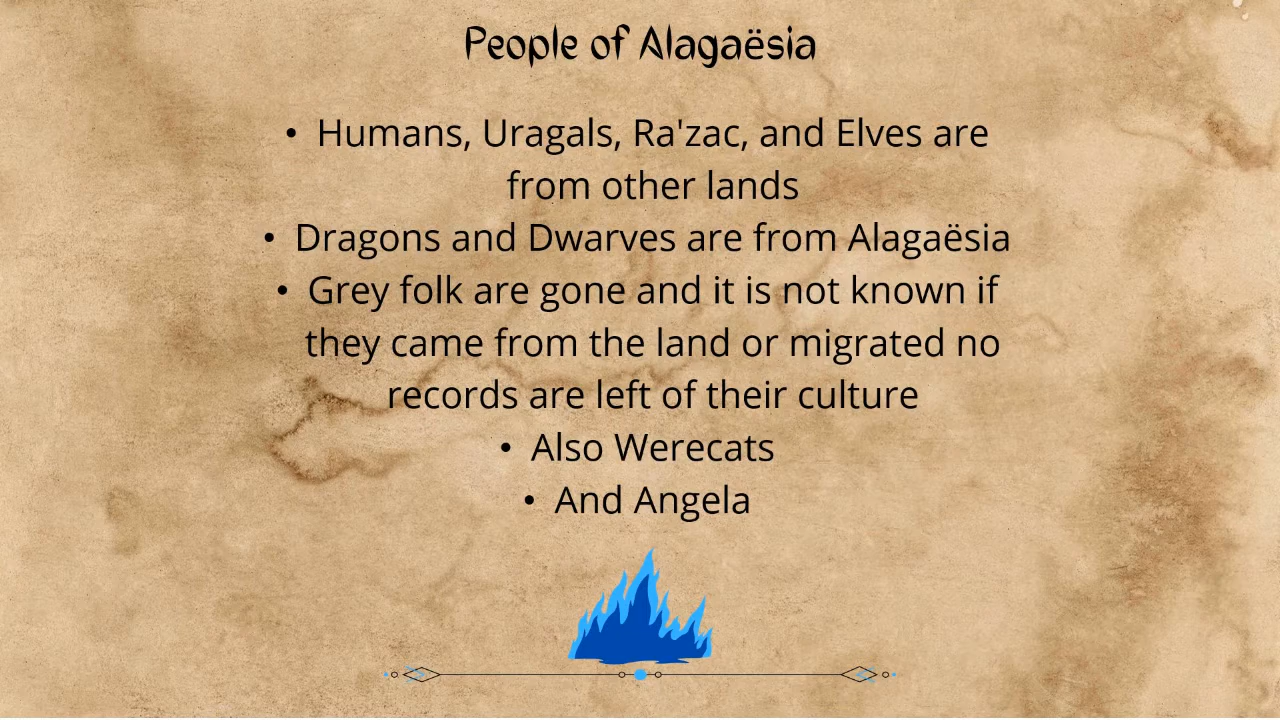 People of Alagaësia
• Humans, Uragals, Ra'zac, and Elves are
from other lands
• Dragons and Dwarves are from Alagaësia
• Grey folk are gone and it is not known if
they came from the land or migrated no
records are left of their culture
• Also Werecats
• And Angela